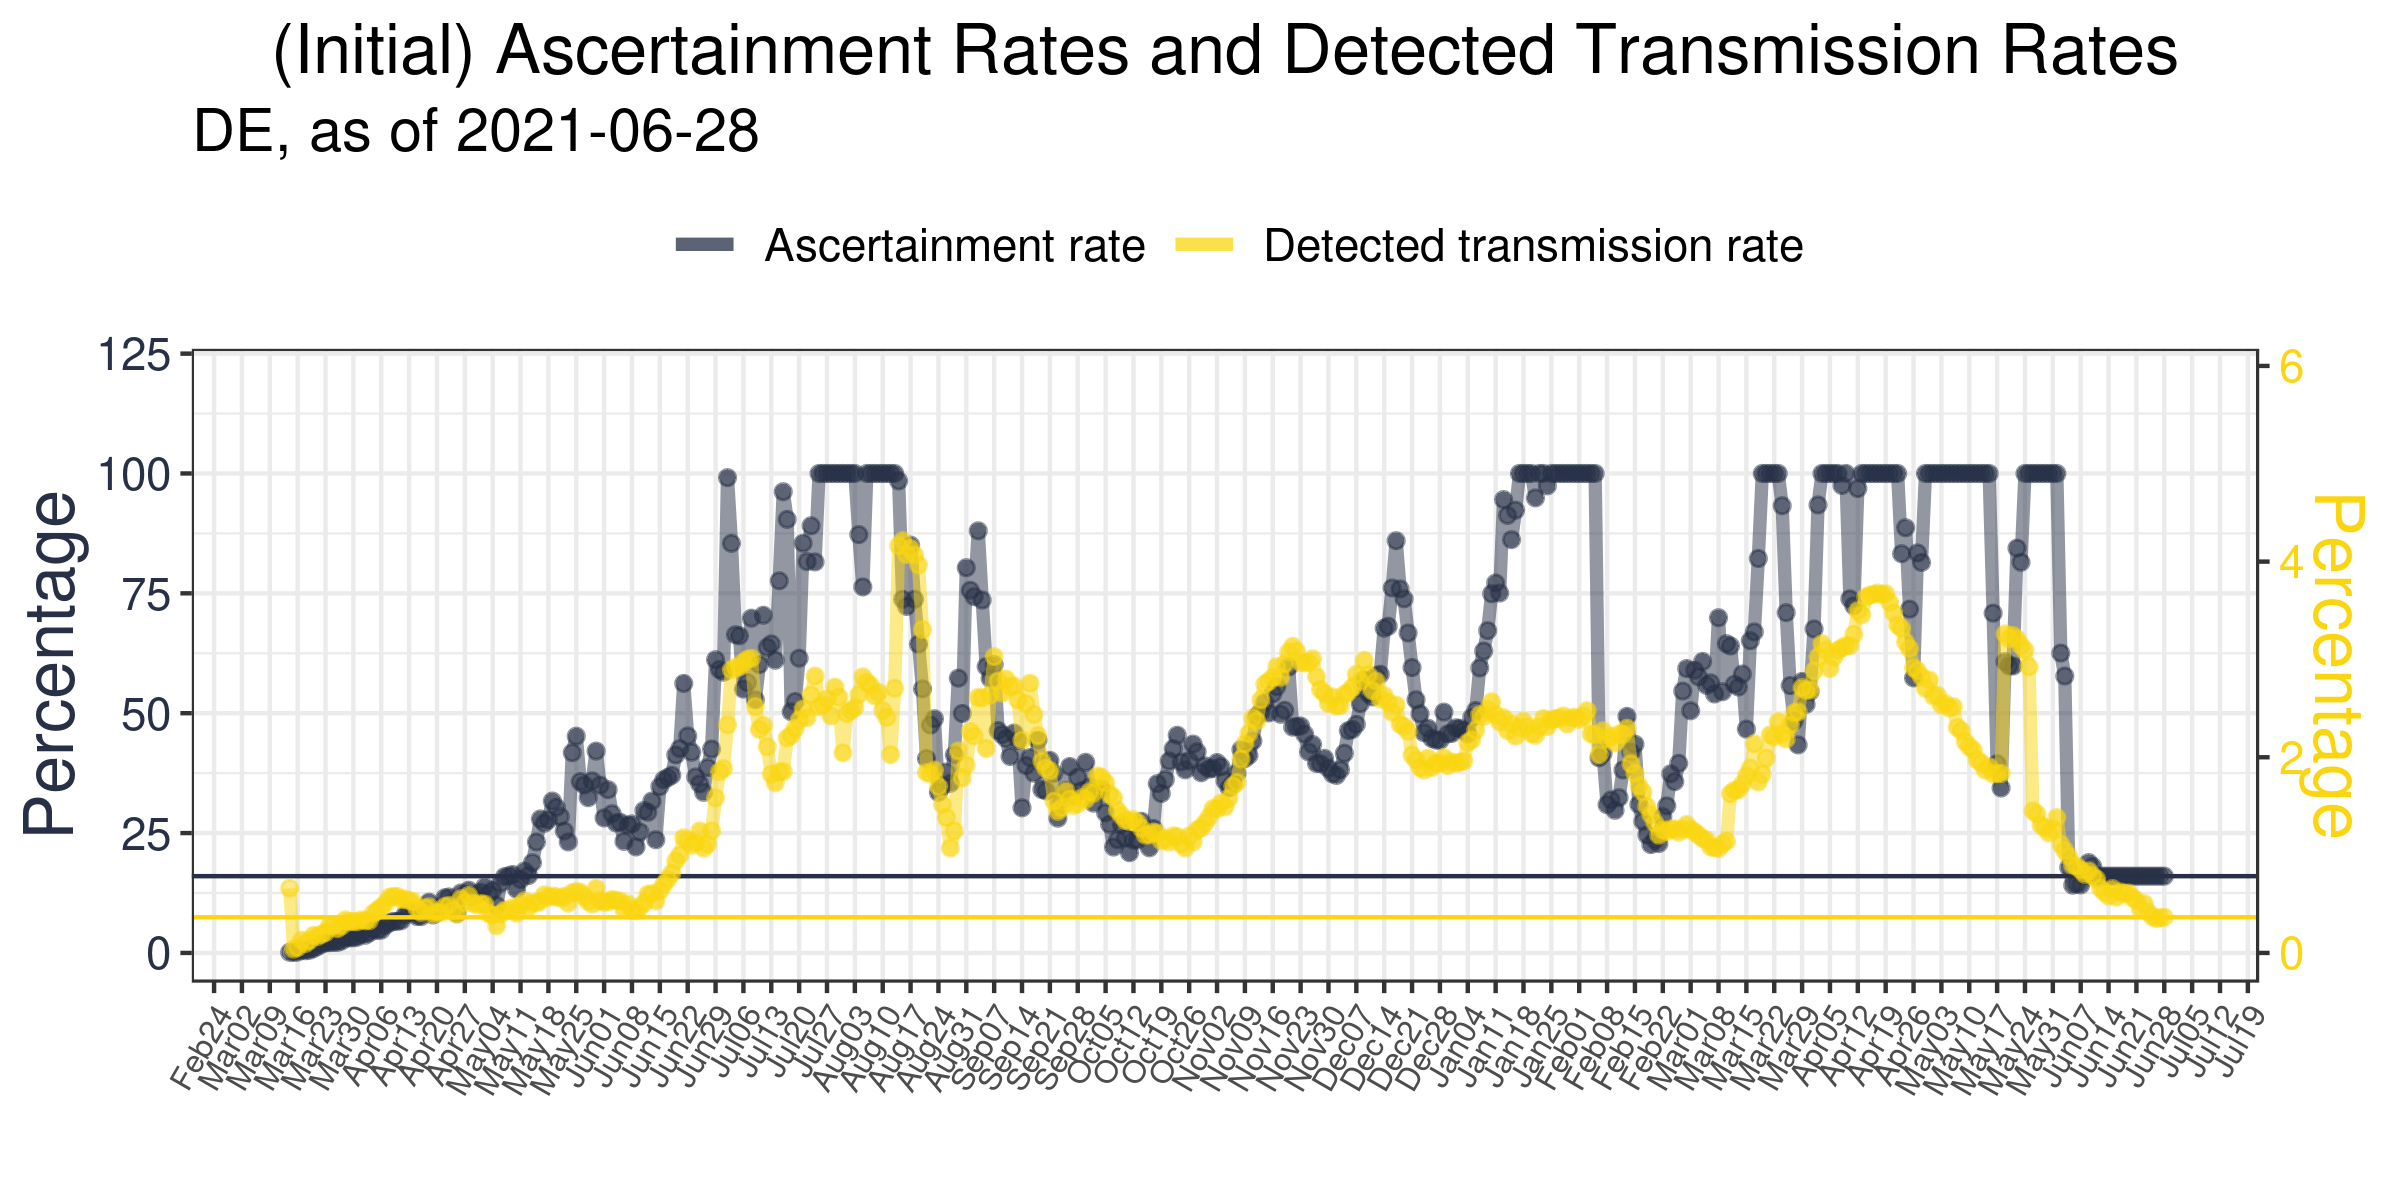 (Initial) Ascertainment Rates and Detected Transmission Rates
DE, as of 2021-06-28
Ascertainment rate
Detected transmission rate
125
100
75
50
25
0
Percentage
6
4
2
0
Percentage
Feb24
Mar02
Mar09
Mar16
Mar23
Mar30
Apr06
Apr13
Apr20
Apr27
May04
May11
May18
May25
Jun01
Jun08
Jun15
Jun22
Jun29
Jul06
Jul13
Jul20
Jul27
Aug03
Aug10
Aug17
Aug24
Aug31
Sep07
Sep14
Sep21
Sep28
Oct05
Oct12
Oct19
Oct26
Nov02
Nov09
Nov16
Nov23
Nov30
Dec07
Dec14
Dec21
Dec28
Jan04
Jan11
Jan18
Jan25
Feb01
Feb08
Feb15
Feb22
Mar01
Mar08
Mar15
Mar22
Mar29
Apr05
Apr12
Apr19
Apr26
May03
May10
May17
May24
May31
Jun07
Jun14
Jun21
Jun28
Jul05
Jul12
Jul19